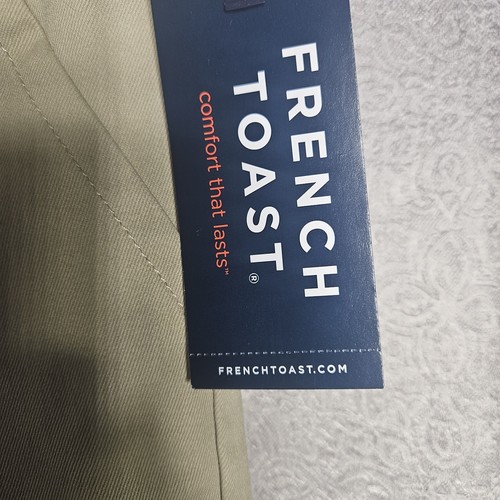 FRENCH
TOAST®
comfort that lasts™
FRENCHTOAST.COM